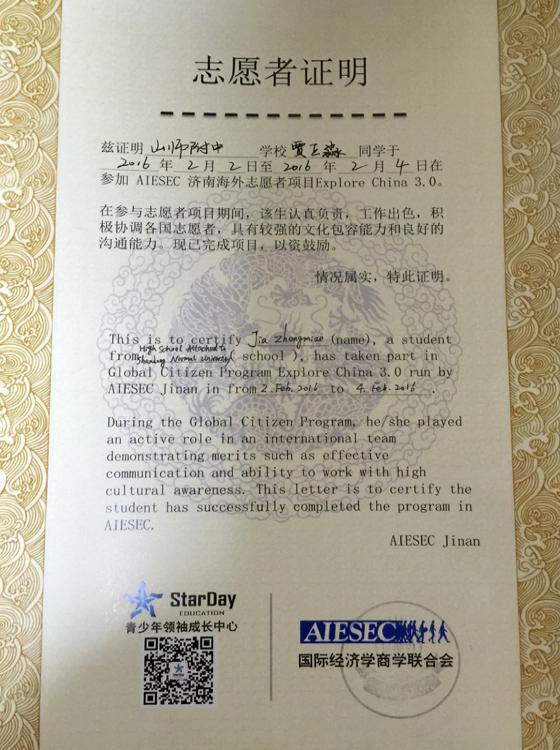 志愿者证明
兹证明 山师附中 学校 贾正淼 同学于
2016 年 2 月 2 日至 2016 年 2 月 4 日在
参加 AIESEC 济南海外志愿者项目Explore China 3.0。
在参与志愿者项目期间，该生认真负责，工作出色，积
极协调各国志愿者，具有较强的文化包容能力和良好的
沟通能力。现已完成项目，以资鼓励。
情况属实，特此证明。
This is to certify Jia Zhongmiao (name), a student
from High School Attached to
Shandong Normal University school ), has taken part in
Global Citizen Program Explore China 3.0 run by
AIESEC Jinan in from 2. Feb. 2016 to 4. Feb. 2016 .
During the Global Citizen Program, he/she played
an active role in an international team
demonstrating merits such as effective
communication and ability to work with high
cultural awareness. This letter is to certify the
student has successfully completed the program in
AIESEC.
AIESEC Jinan
StarDay
EDUCATION
青少年领袖成长中心
AIESEC
国际经济学商学联合会